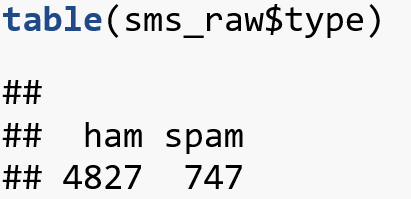 table(sms_raw$type)
##
##  ham spam
## 4827  747